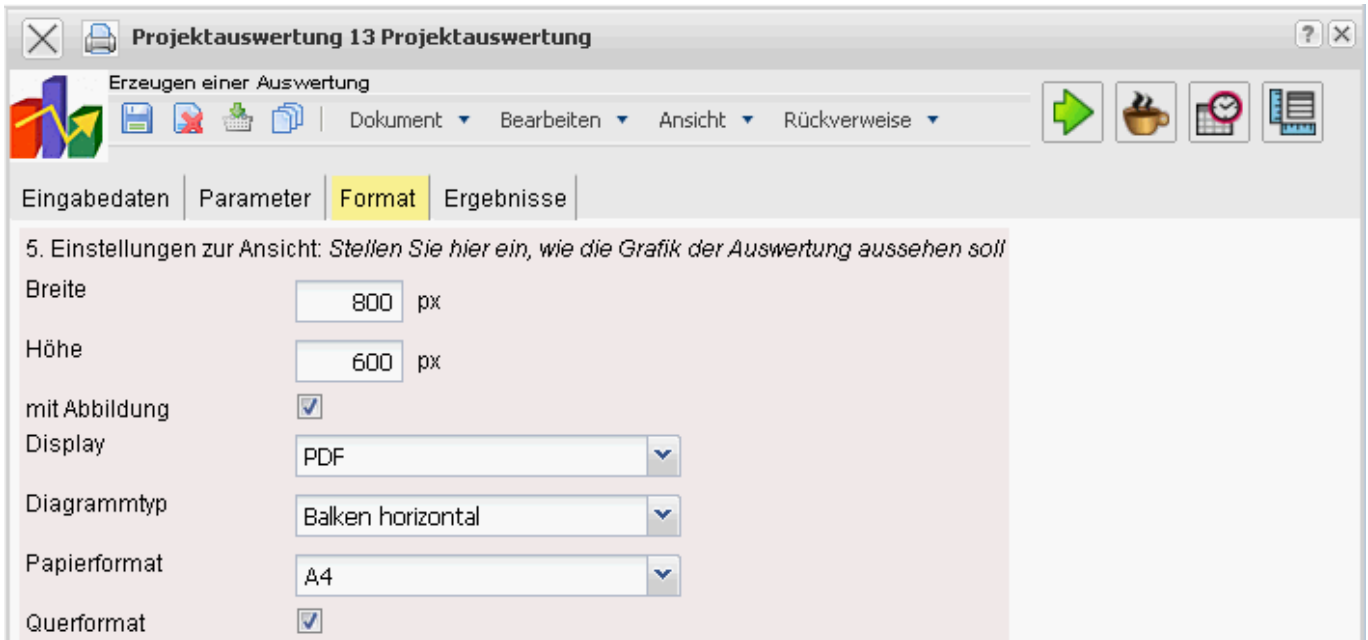 Projektauswertung 13 Projektauswertung
?
Erzeugen einer Auswertung
Dokument Bearbeiten Ansicht Rückverweise
Eingabedaten Parameter Format Ergebnisse
5. Einstellungen zur Ansicht: Stellen Sie hier ein, wie die Grafik der Auswertung aussehen soll
Breite 800 px
Höhe 600 px
mit Abbildung
Display PDF
Diagrammtyp Balken horizontal
Papierformat A4
Querformat